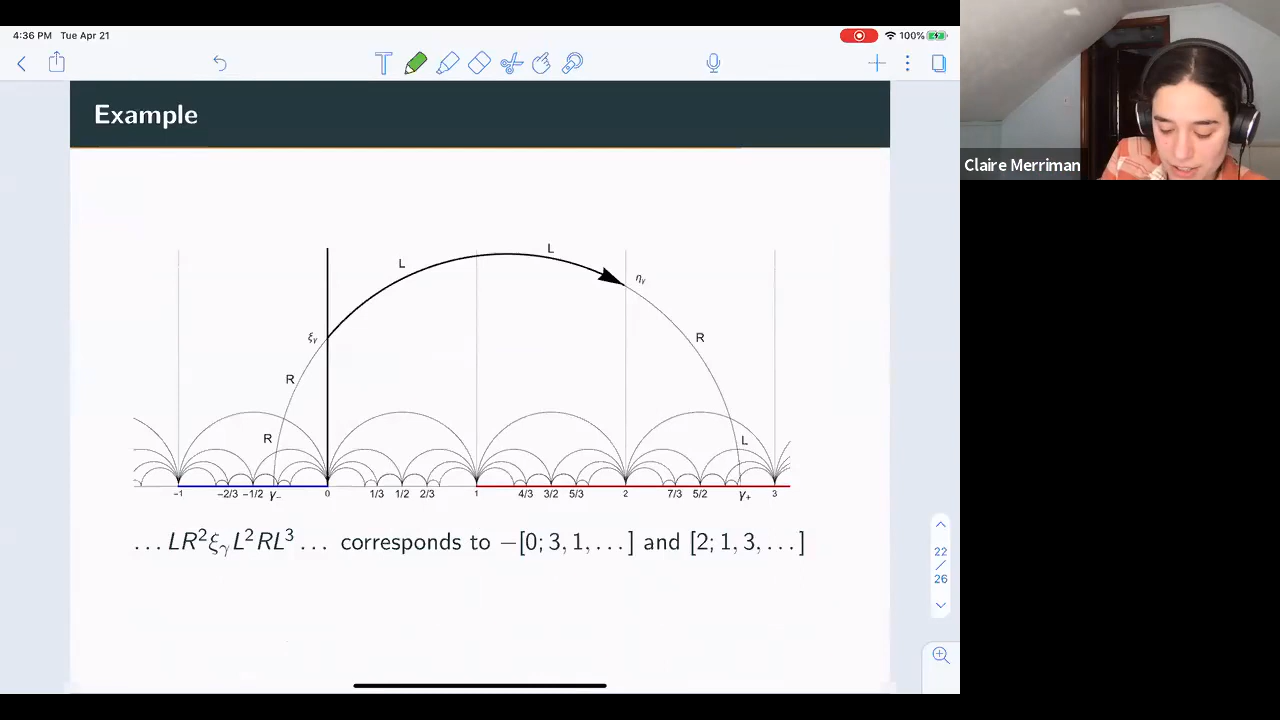 4:36 PM Tue Apr 21
100%
Example
Claire Merriman
L
L
ηᵧ
ξᵧ
R
R
R
L
−1
−2/3
−1/2
γ₋
0
1/3
1/2
2/3
1
4/3
3/2
5/3
2
7/3
5/2
γ₊
3
... LR²ξᵧL²RL³ ... corresponds to −[0; 3, 1, ...] and [2; 1, 3, ...]
22
/
26